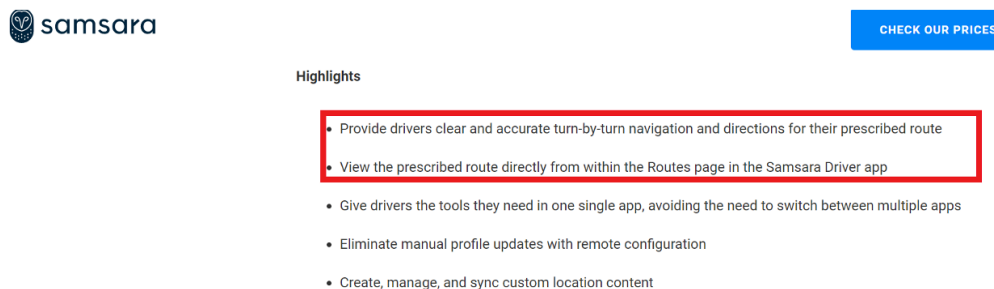 samsara
CHECK OUR PRICES
Highlights
Provide drivers clear and accurate turn-by-turn navigation and directions for their prescribed route
View the prescribed route directly from within the Routes page in the Samsara Driver app
Give drivers the tools they need in one single app, avoiding the need to switch between multiple apps
Eliminate manual profile updates with remote configuration
Create, manage, and sync custom location content